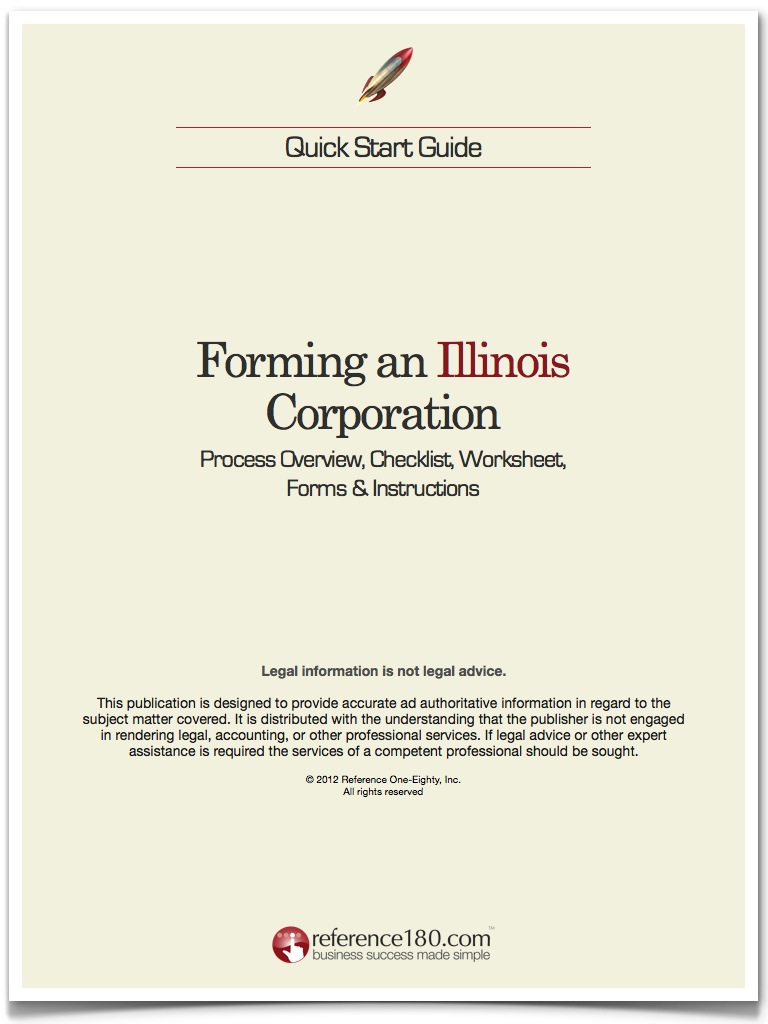 Quick Start Guide
Forming an Illinois
Corporation
Process Overview, Checklist, Worksheet,
Forms & Instructions
Legal information is not legal advice.
This publication is designed to provide accurate ad authoritative information in regard to the
subject matter covered. It is distributed with the understanding that the publisher is not engaged
in rendering legal, accounting, or other professional services. If legal advice or other expert
assistance is required the services of a competent professional should be sought.
© 2012 Reference One-Eighty, Inc.
All rights reserved
reference180.com™
business success made simple